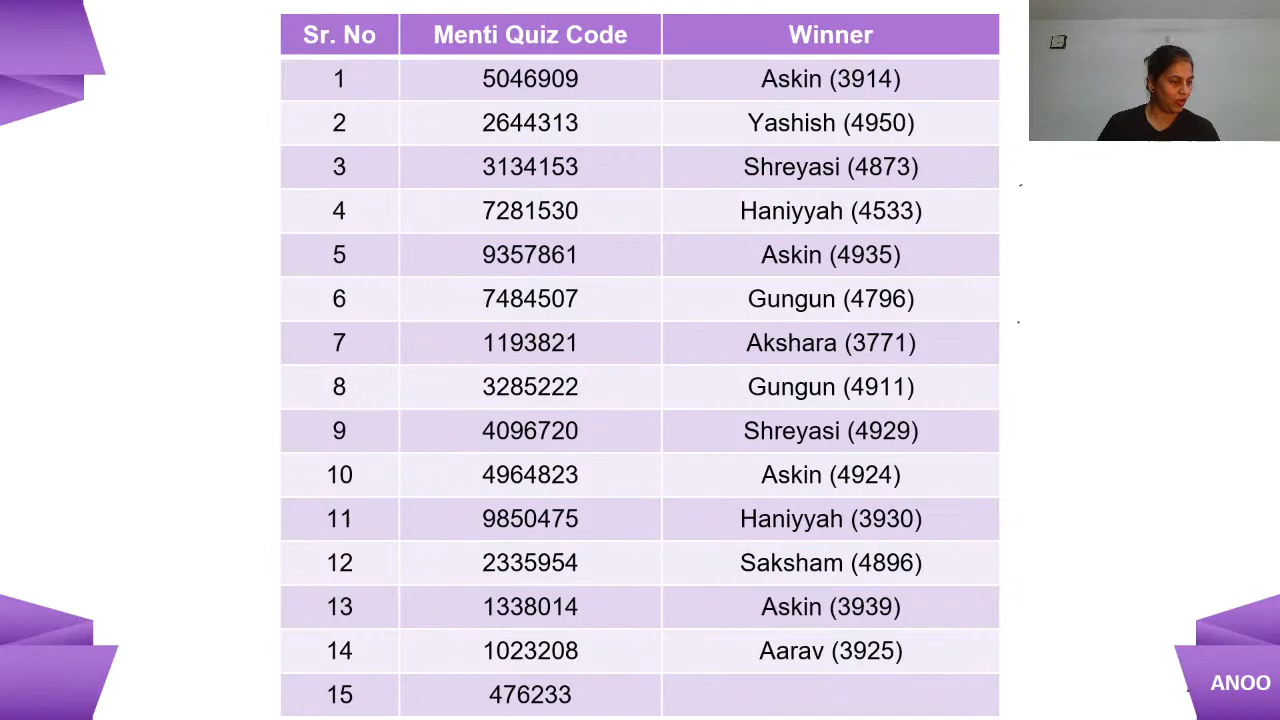 Sr. No Menti Quiz Code Winner
1 5046909 Askin (3914)
2 2644313 Yashish (4950)
3 3134153 Shreyasi (4873)
4 7281530 Haniyyah (4533)
5 9357861 Askin (4935)
6 7484507 Gungun (4796)
7 1193821 Akshara (3771)
8 3285222 Gungun (4911)
9 4096720 Shreyasi (4929)
10 4964823 Askin (4924)
11 9850475 Haniyyah (3930)
12 2335954 Saksham (4896)
13 1338014 Askin (3939)
14 1023208 Aarav (3925)
15 476233
ANOO